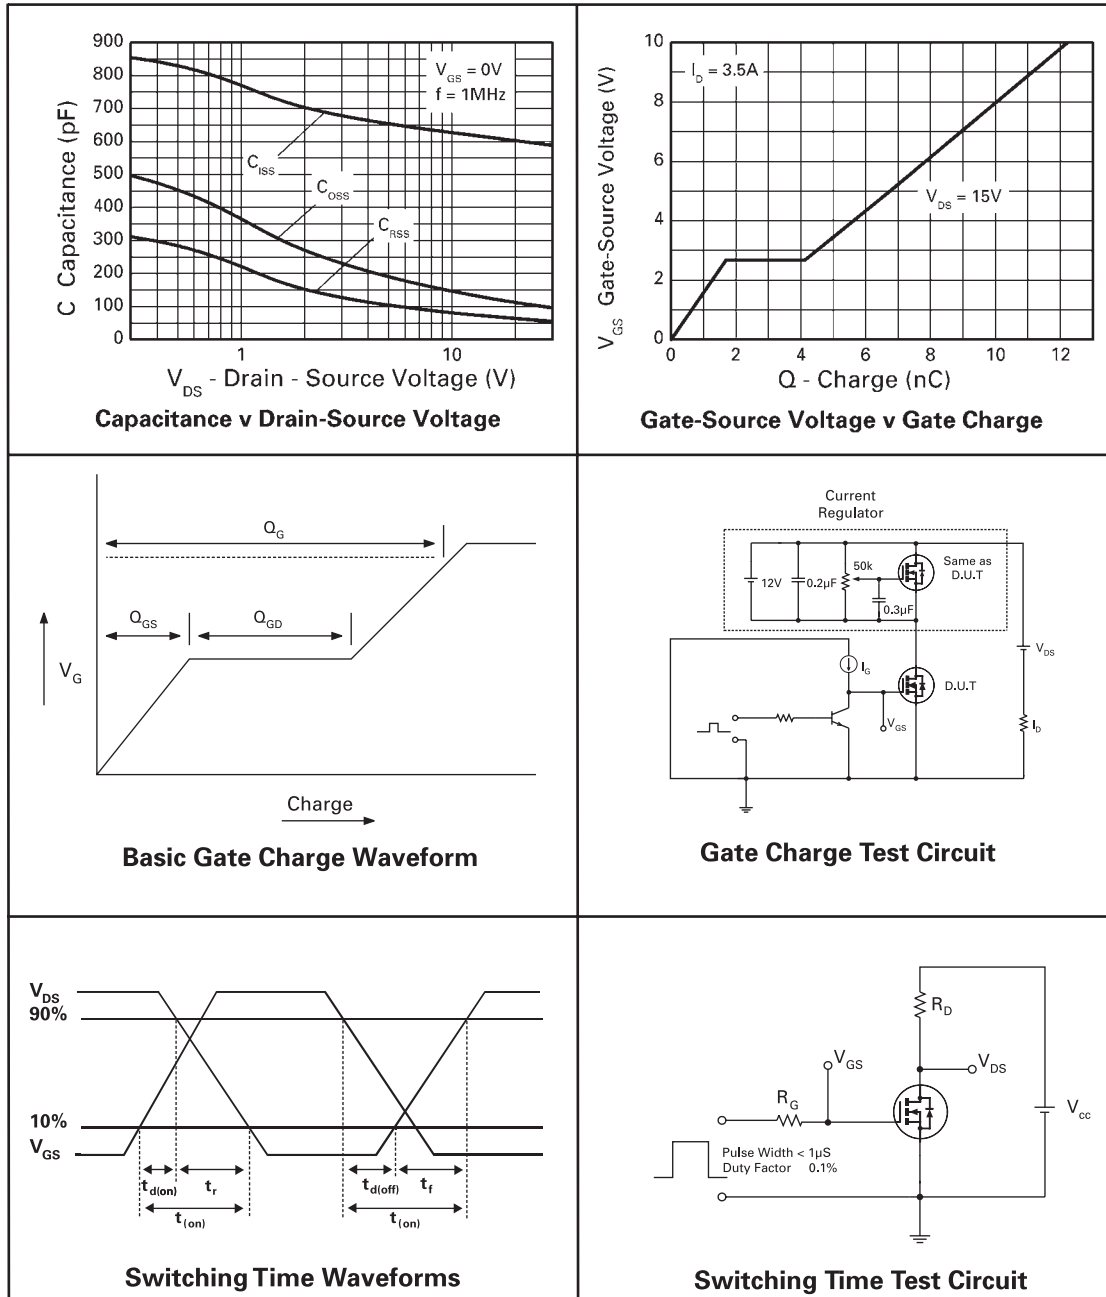 900
800
700
600
500
400
300
200
100
0
C Capacitance (pF)
V_GS = 0V
f = 1MHz
C_ISS
C_OSS
C_RSS
1
10
V_DS - Drain - Source Voltage (V)
Capacitance v Drain-Source Voltage
10
8
6
4
2
0
V_GS Gate-Source Voltage (V)
I_D = 3.5A
V_DS = 15V
0
2
4
6
8
10
12
Q - Charge (nC)
Gate-Source Voltage v Gate Charge
Q_G
Q_GS
Q_GD
V_G
Charge
Basic Gate Charge Waveform
Current
Regulator
12V
0.2µF
50k
0.3µF
Same as
D.U.T
I_G
V_GS
D.U.T
V_DS
I_D
Gate Charge Test Circuit
V_DS
90%
10%
V_GS
t_d(on)
t_r
t_(on)
t_d(off)
t_f
t_(on)
Switching Time Waveforms
R_D
V_GS
V_DS
R_G
V_cc
Pulse Width < 1µS
Duty Factor 0.1%
Switching Time Test Circuit